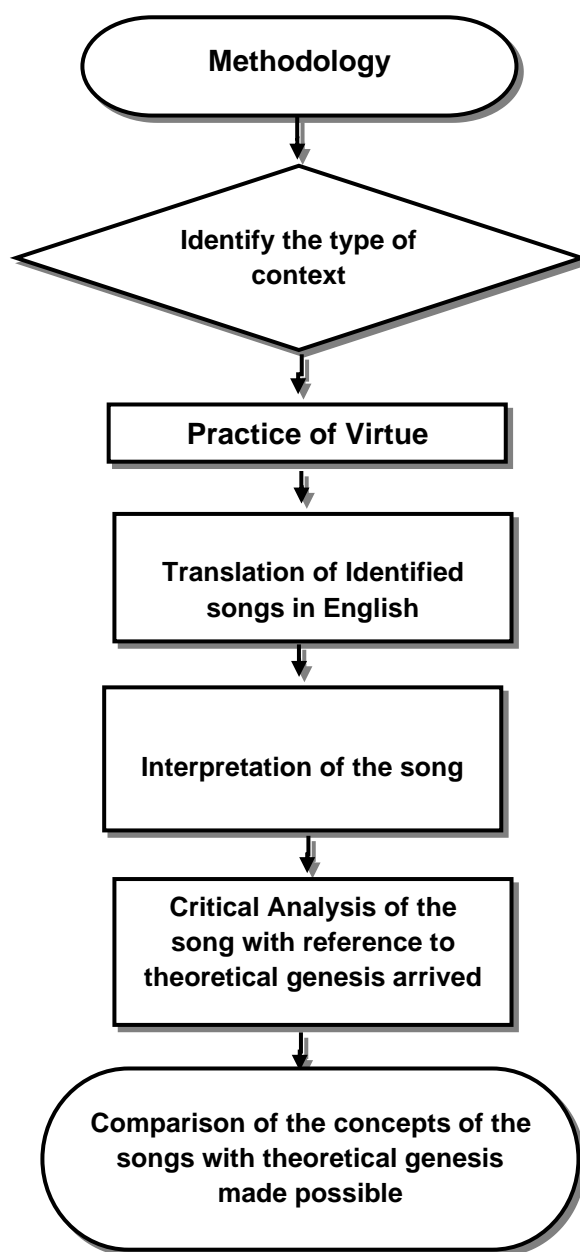 Methodology
Identify the type of
context
Practice of Virtue
Translation of Identified
songs in English
Interpretation of the song
Critical Analysis of the
song with reference to
theoretical genesis arrived
Comparison of the concepts of the
songs with theoretical genesis
made possible